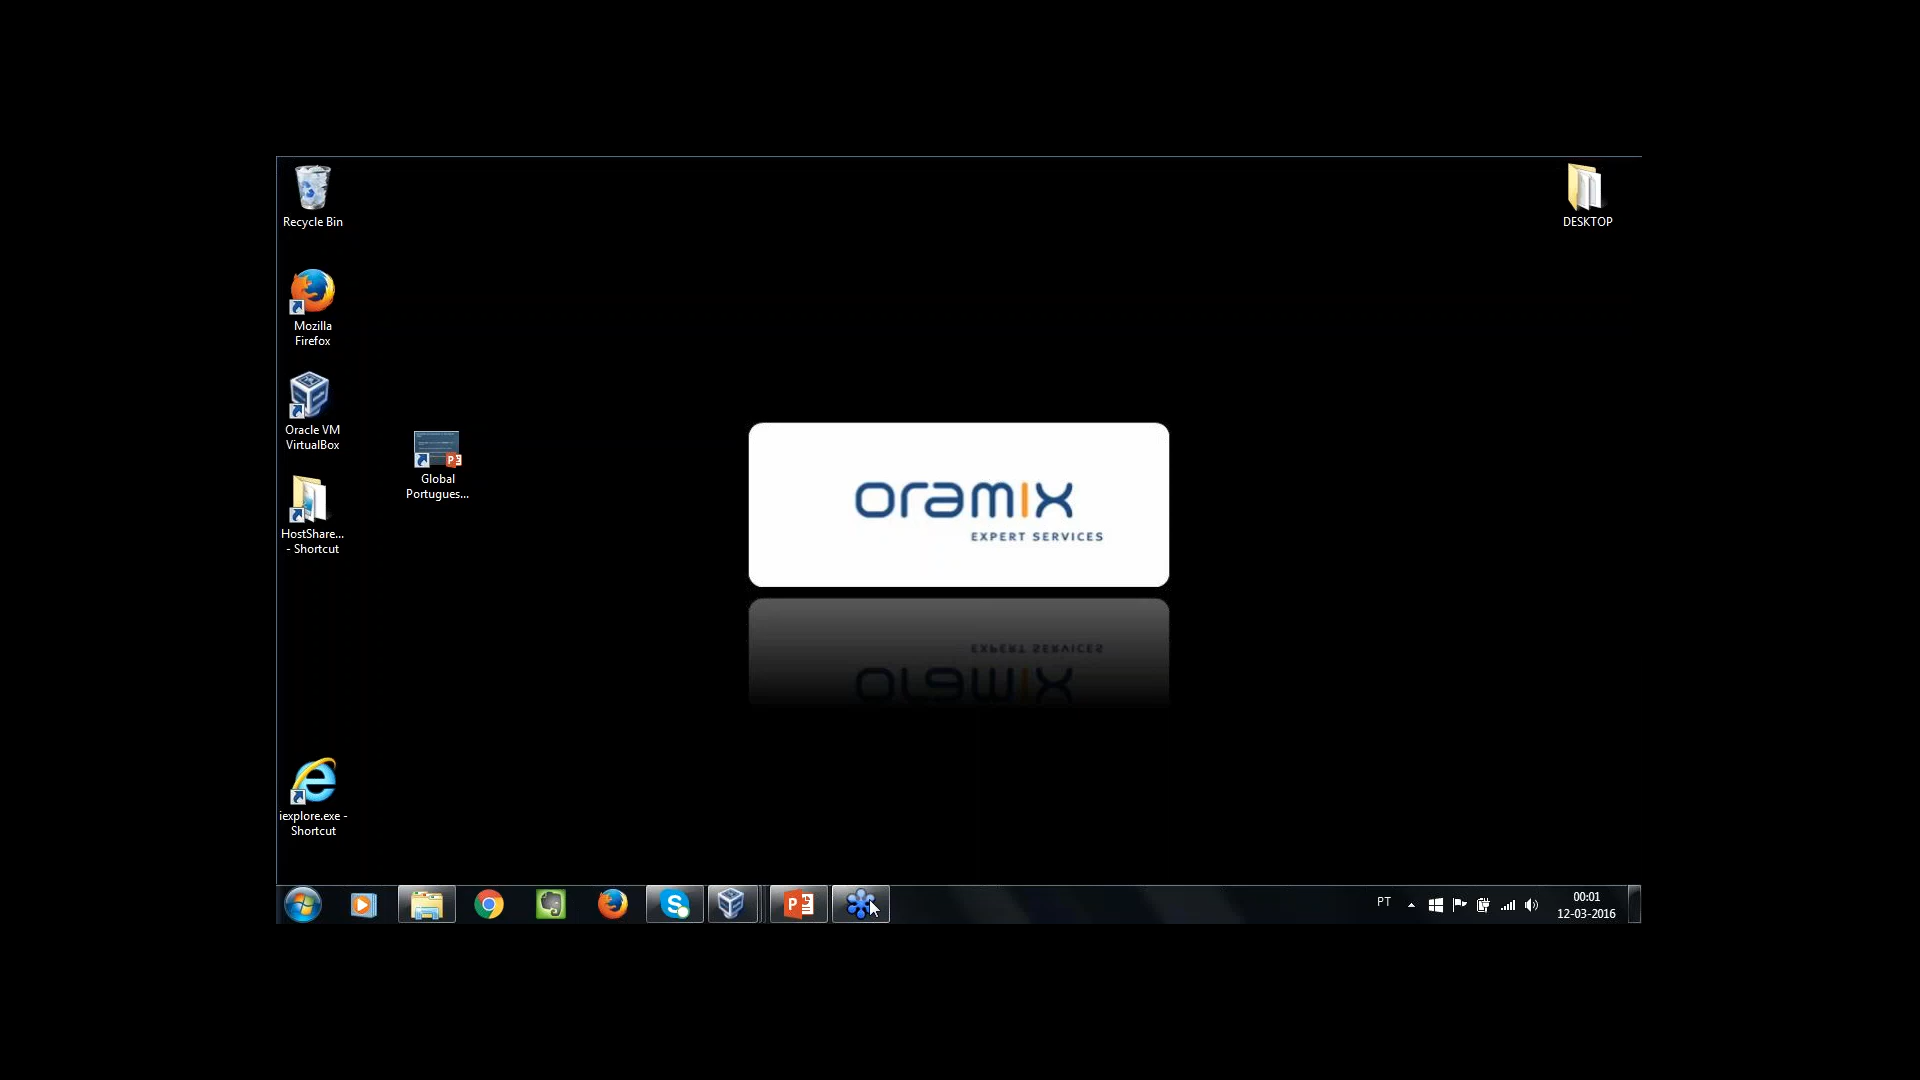 Recycle Bin
DESKTOP
Mozilla
Firefox
Oracle VM
VirtualBox
Global
Portugues...
HostShare...
- Shortcut
oramix
EXPERT SERVICES
iexplore.exe -
Shortcut
PT
00:01
12-03-2016